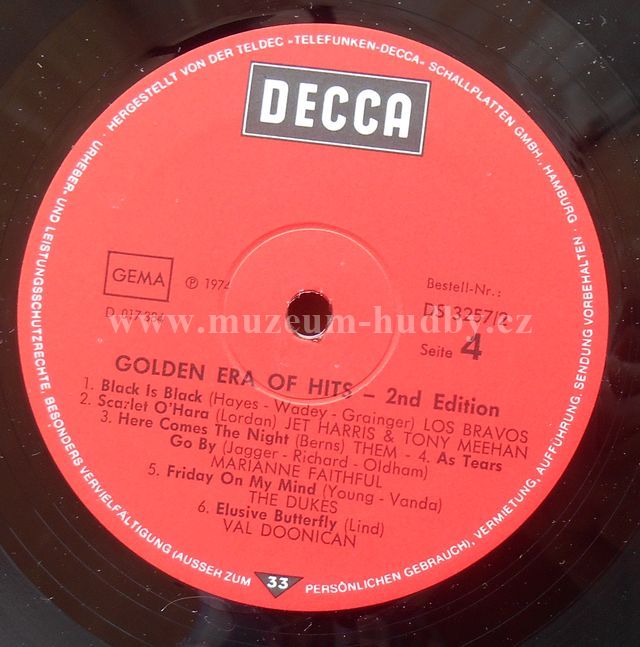 URHEBER- UND LEISTUNGSSCHUTZRECHTE, BESONDERS VERVIELFÄLTIGUNG (AUSSEH ZUM PERSÖNLICHEN GEBRAUCH), VERMIETUNG, AUFFÜHRUNG, SENDUNG VORBEHALTEN · HERGESTELLT VON DER TELDEC »TELEFUNKEN-DECCA« SCHALLPLATTEN GMBH., HAMBURG
DECCA
GEMA
℗ 1974
Bestell-Nr.:
D 017 384
DS 3257/2
www.muzeum-hudby.cz
Seite 4
GOLDEN ERA OF HITS - 2nd Edition
1. Black Is Black (Hayes - Wadey - Grainger) LOS BRAVOS
2. Scarlet O'Hara (Lordan) JET HARRIS & TONY MEEHAN
3. Here Comes The Night (Berns) THEM - 4. As Tears
Go By (Jagger - Richard - Oldham)
MARIANNE FAITHFUL
5. Friday On My Mind (Young - Vanda)
THE DUKES
6. Elusive Butterfly (Lind)
VAL DOONICAN
33